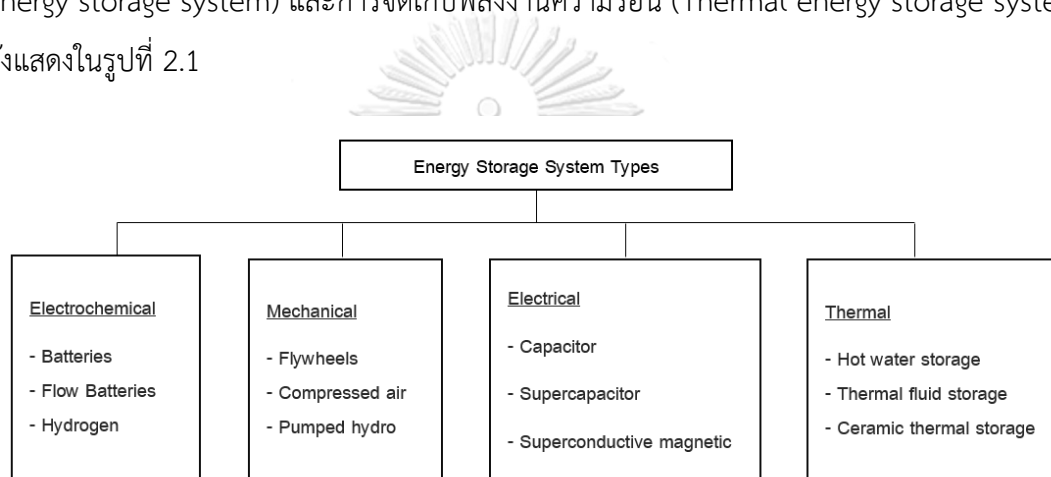 energy storage system) และการจัดเก็บพลังงานความร้อน (Thermal energy storage syste
งแสดงในรูปที่ 2.1
Energy Storage System Types
Electrochemical
- Batteries
- Flow Batteries
- Hydrogen
Mechanical
- Flywheels
- Compressed air
- Pumped hydro
Electrical
- Capacitor
- Supercapacitor
- Superconductive magnetic
Thermal
- Hot water storage
- Thermal fluid storage
- Ceramic thermal storage